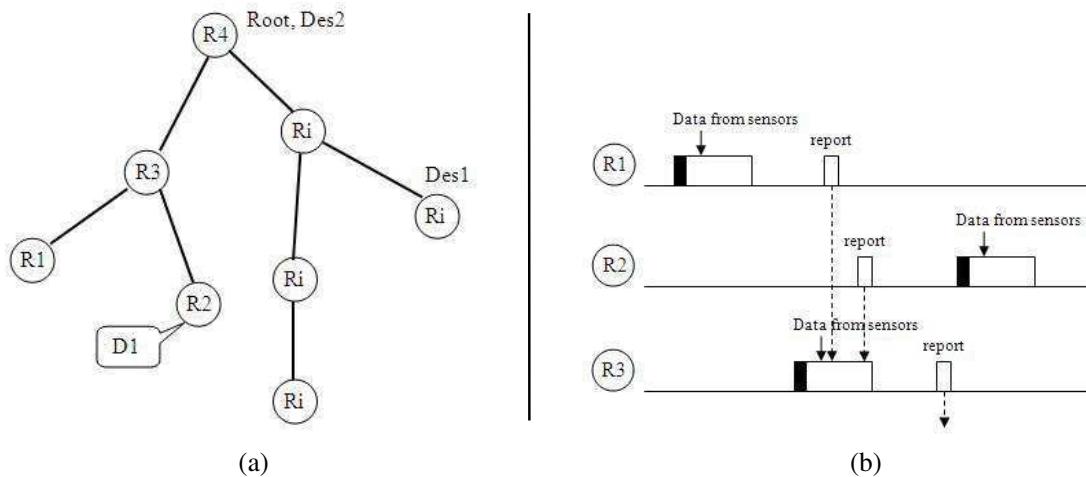 R4
Root, Des2
Ri
R3
Des1
Ri
R1
Ri
R2
D1
Ri
(a)
Data from sensors
report
R1
Data from sensors
report
R2
Data from sensors
report
R3
(b)